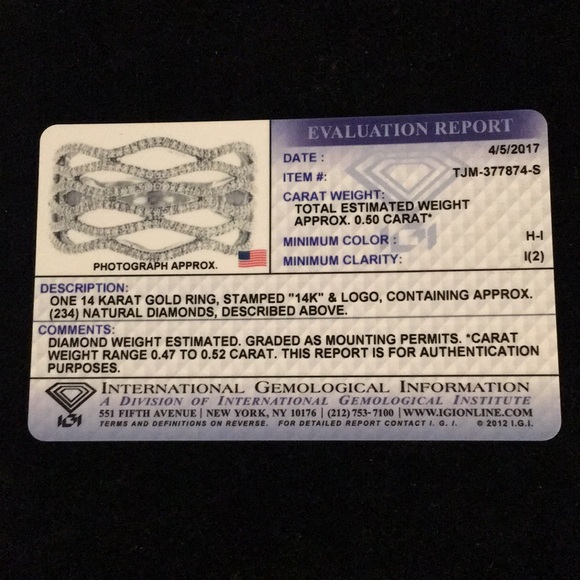 EVALUATION REPORT
DATE : 4/5/2017
ITEM #: TJM-377874-S
CARAT WEIGHT:
TOTAL ESTIMATED WEIGHT
APPROX. 0.50 CARAT*
MINIMUM COLOR : H-I
MINIMUM CLARITY: I(2)
PHOTOGRAPH APPROX.
DESCRIPTION:
ONE 14 KARAT GOLD RING, STAMPED "14K" & LOGO, CONTAINING APPROX.
(234) NATURAL DIAMONDS, DESCRIBED ABOVE.
COMMENTS:
DIAMOND WEIGHT ESTIMATED. GRADED AS MOUNTING PERMITS. *CARAT
WEIGHT RANGE 0.47 TO 0.52 CARAT. THIS REPORT IS FOR AUTHENTICATION
PURPOSES.
INTERNATIONAL GEMOLOGICAL INFORMATION
A DIVISION OF INTERNATIONAL GEMOLOGICAL INSTITUTE
551 FIFTH AVENUE | NEW YORK, NY 10176 | (212) 753-7100 | WWW.IGIONLINE.COM
IGI
TERMS AND DEFINITIONS ON REVERSE. FOR DETAILED REPORT CONTACT I. G. I. © 2012 I.G.I.